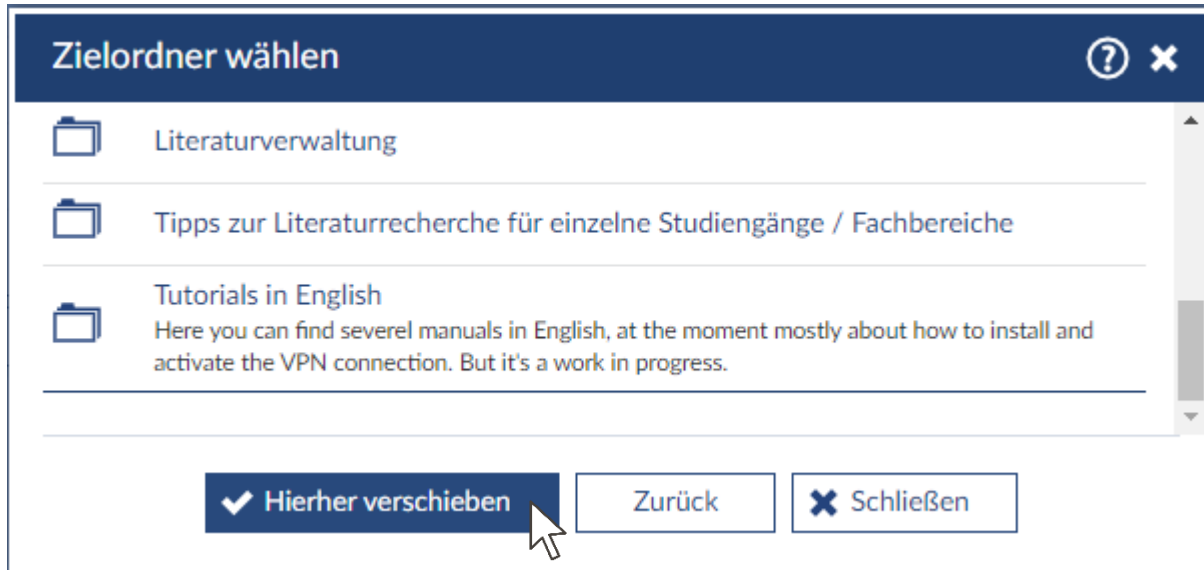 Zielordner wählen
Literaturverwaltung
Tipps zur Literaturrecherche für einzelne Studiengänge / Fachbereiche
Tutorials in English
Here you can find severel manuals in English, at the moment mostly about how to install and
activate the VPN connection. But it's a work in progress.
Hierher verschieben Zurück Schließen